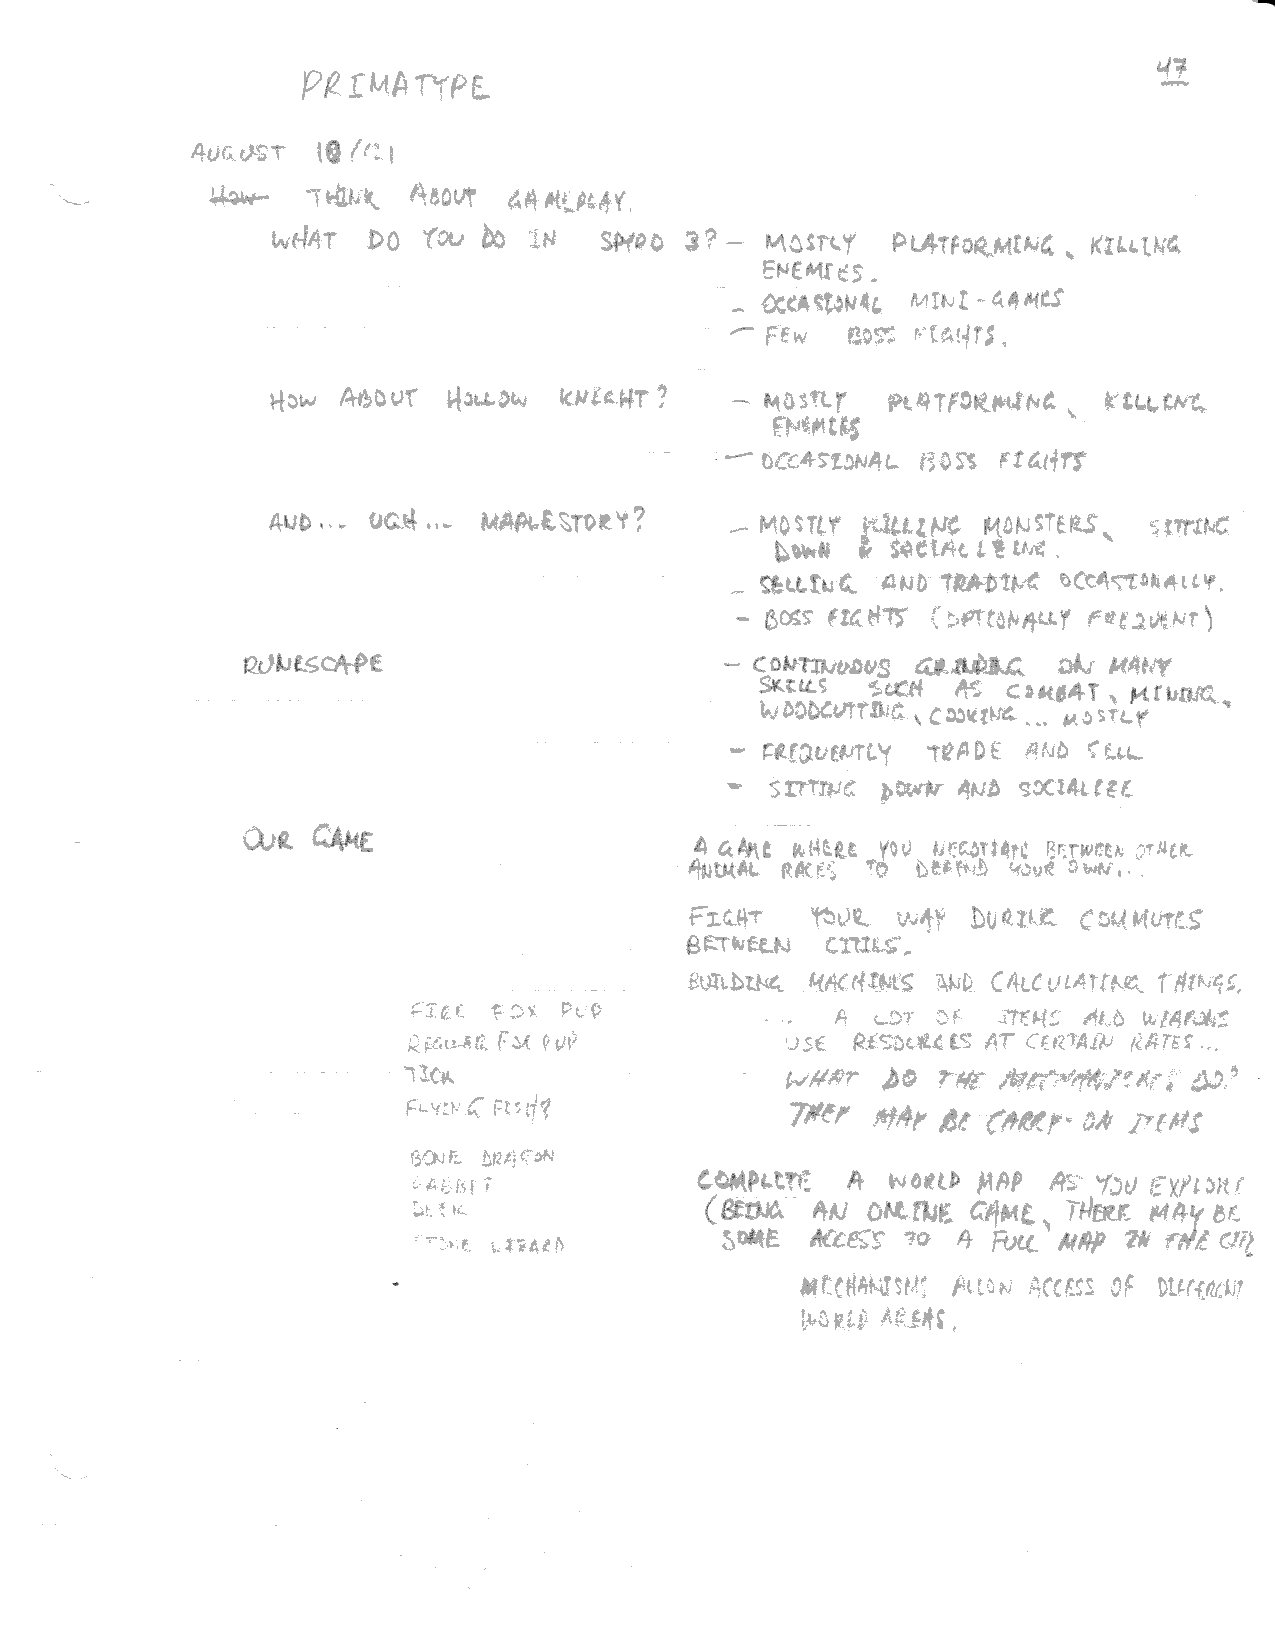 PRIMATYPE
47
AUGUST 10/121
How THINK ABOUT GAMEPLAY.
WHAT DO YOU DO IN SPYRO 3? - MOSTLY PLATFORMING, KILLING
ENEMIES.
- OCCASIONAL MINI-GAMES
- FEW BOSS FIGHTS.
HOW ABOUT HOLLOW KNIGHT? - MOSTLY PLATFORMING, KILLING
ENEMIES
- OCCASIONAL BOSS FIGHTS
AND... UGH... MAPLESTORY? - MOSTLY KILLING MONSTERS, SITTING
DOWN & SOCIALIZING.
- SELLING AND TRADING OCCASIONALLY.
- BOSS FIGHTS (OPTIONALLY FREQUENT)
RUNESCAPE - CONTINUOUS GRINDING ON MANY
SKILLS SUCH AS COMBAT, MINING,
WOODCUTTING, COOKING... MOSTLY
- FREQUENTLY TRADE AND SELL
- SITTING DOWN AND SOCIALIZE
OUR GAME
A GAME WHERE YOU NEGOTIATE BETWEEN OTHER
ANIMAL RACES TO DEFEND YOUR OWN...
FIGHT YOUR WAY DURING COMMUTES
BETWEEN CITIES.
BUILDING MACHINES AND CALCULATING THINGS.
... A LOT OF ITEMS AND WEAPONS
USE RESOURCES AT CERTAIN RATES...
WHAT DO THE MECHANISMS DO?
THEY MAY BE CARRY-ON ITEMS
FIRE FOX PUP
REGULAR FOX PUP
TICK
FLYING FISH?
BONE DRAGON
RABBIT
DEER
STONE LIZARD
COMPLETE A WORLD MAP AS YOU EXPLORE
(BEING AN ONLINE GAME, THERE MAY BE
SOME ACCESS TO A FULL MAP IN THE
MECHANISMS ALLOW ACCESS OF DIFFERENT
WORLD AREAS.